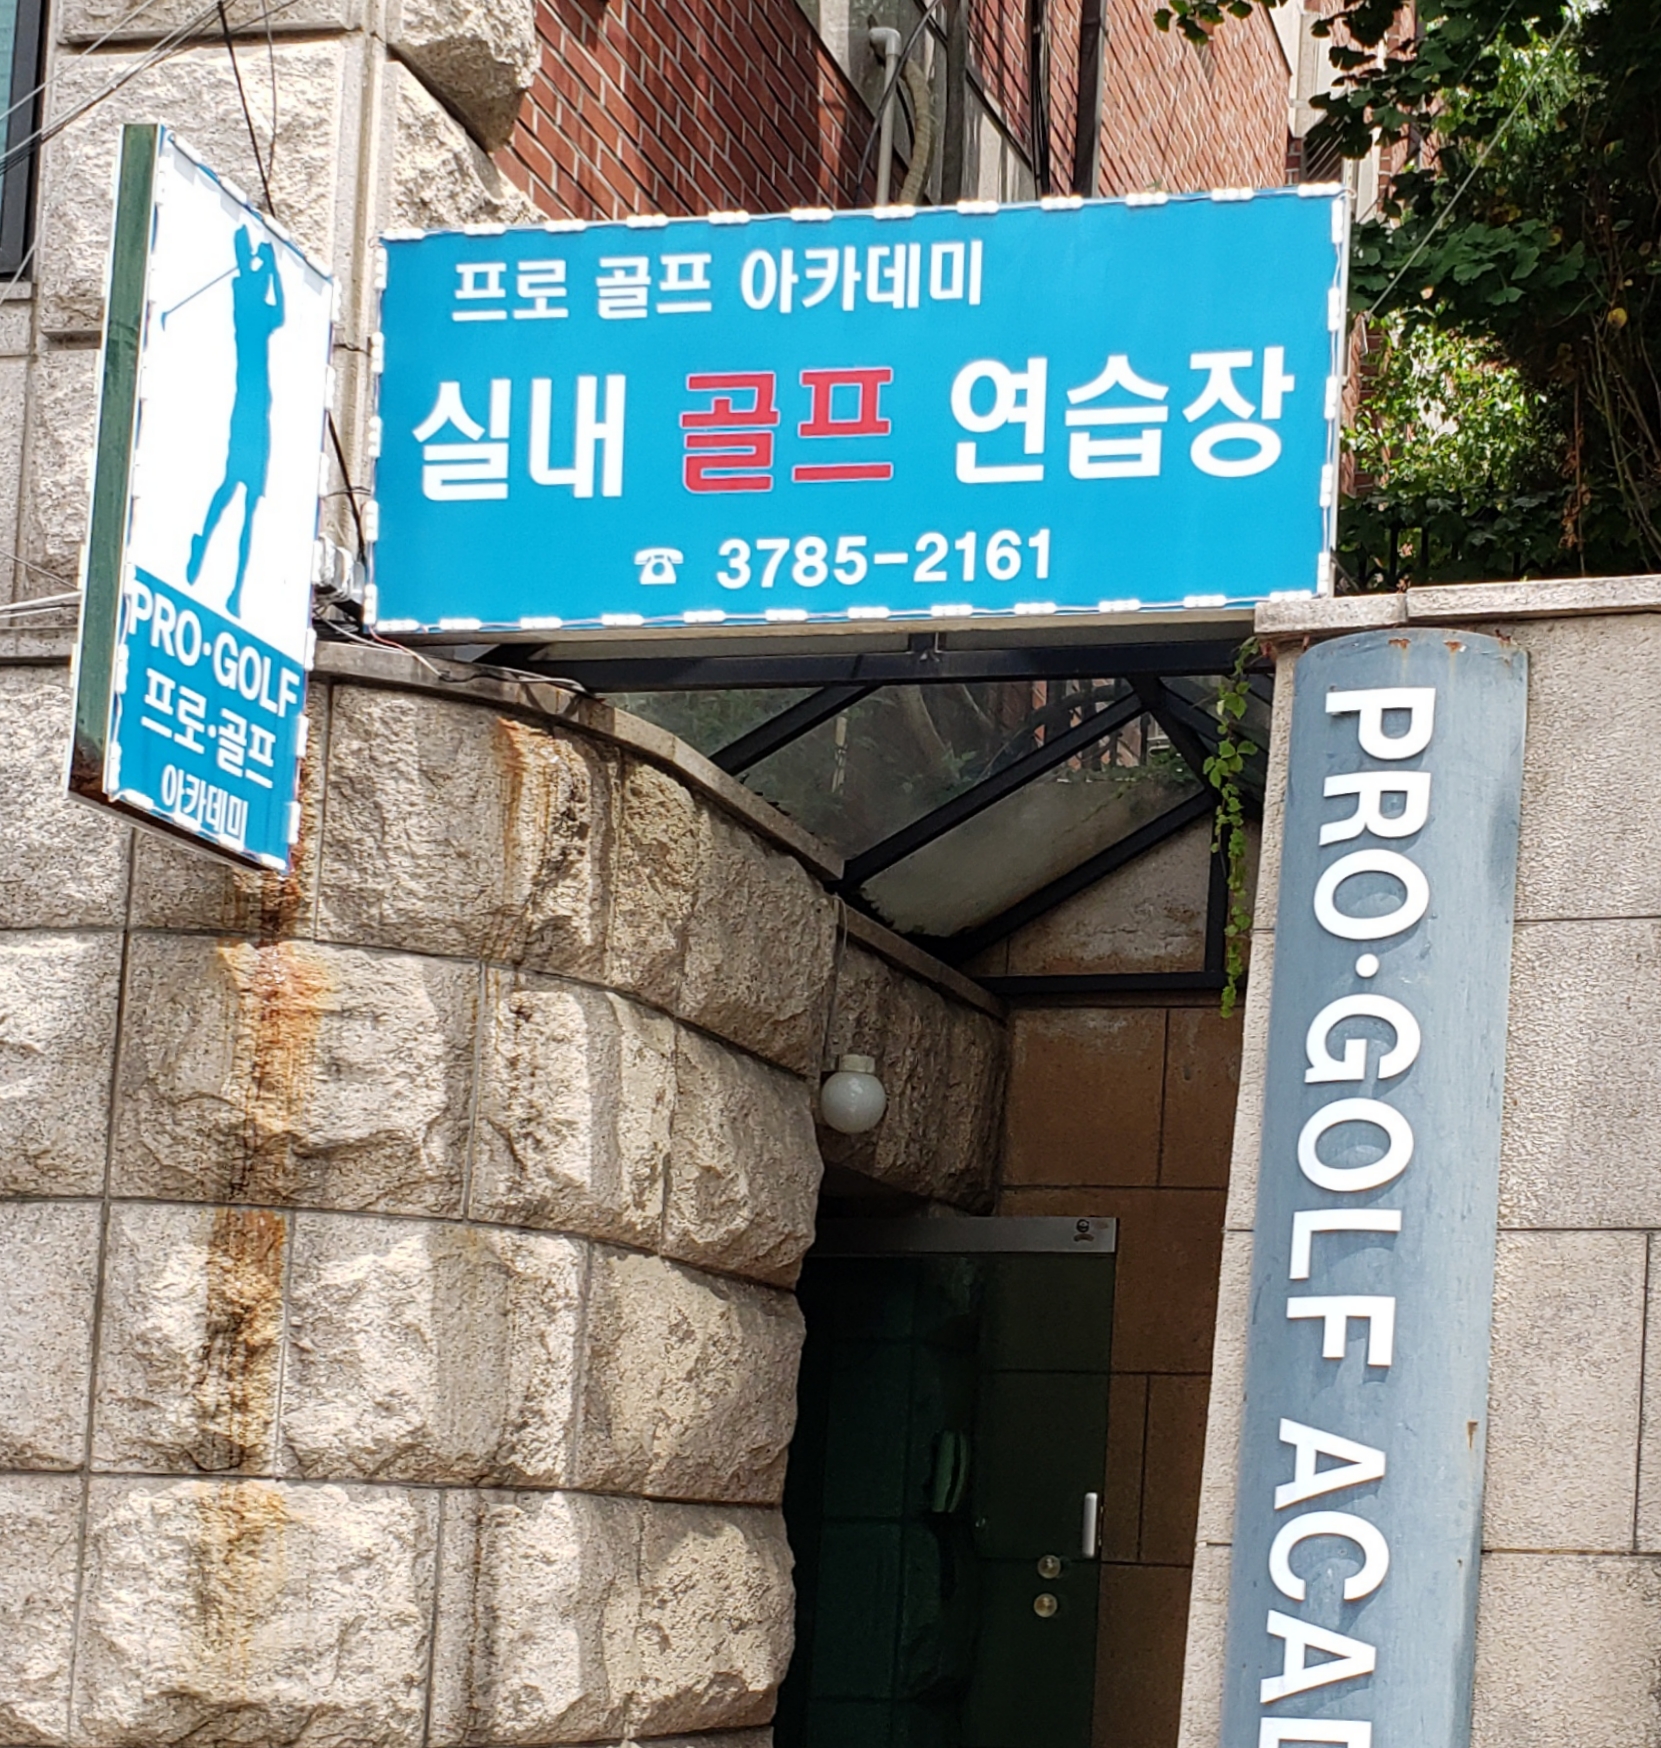 프로 골프 아카데미
실내 골프 연습장
☎ 3785-2161
PRO·GOLF
프로·골프
아카데미
PRO·GOLF ACAD